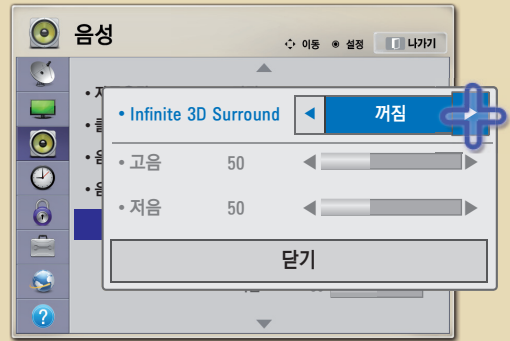 음성
이동 설정 나가기
• Infinite 3D Surround 꺼짐
• 고음 50
• 저음 50
닫기
?